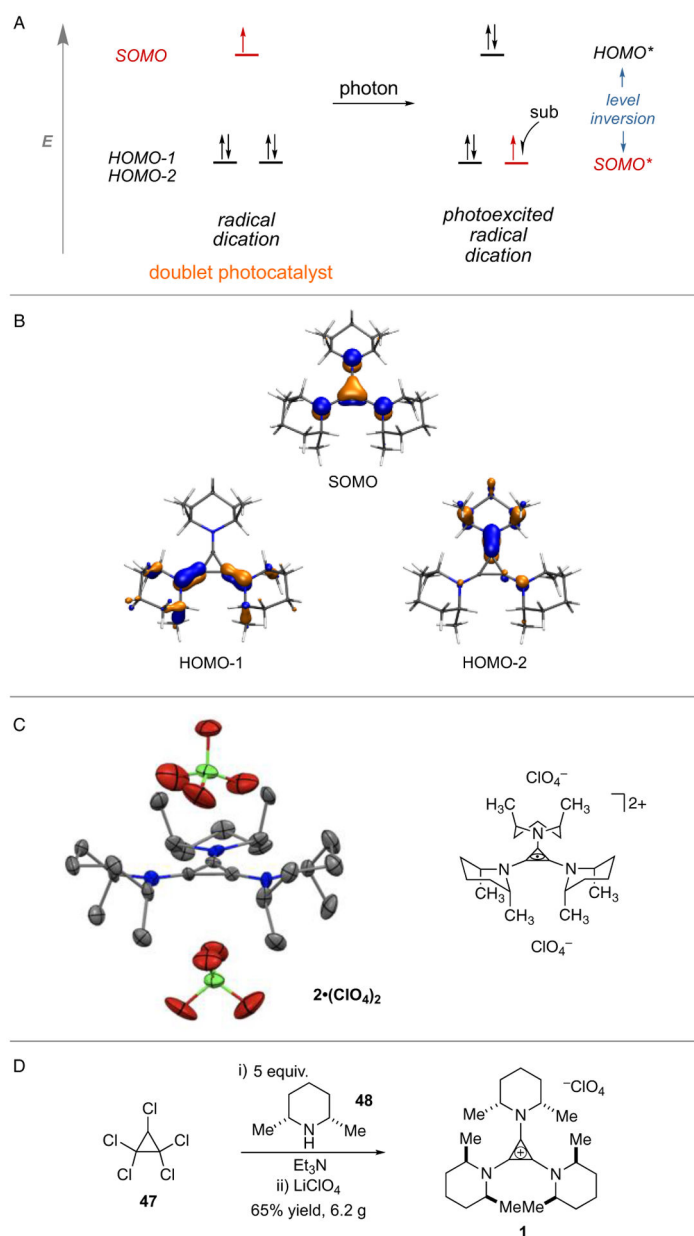 A
E
SOMO
HOMO-1
HOMO-2
radical
dication
doublet photocatalyst
photon
sub
photoexcited
radical
dication
HOMO*
level
inversion
SOMO*
B
SOMO
HOMO-1
HOMO-2
C
2•(ClO4)2
ClO4−
2+
H3C
CH3
N
N
N
CH3
CH3
CH3
CH3
ClO4−
D
Cl
Cl
Cl
Cl
Cl
47
i) 5 equiv.
48
Me
N
H
Me
Et3N
ii) LiClO4
65% yield, 6.2 g
−ClO4
Me
N
Me
Me
Me
N
+
N
MeMe
1